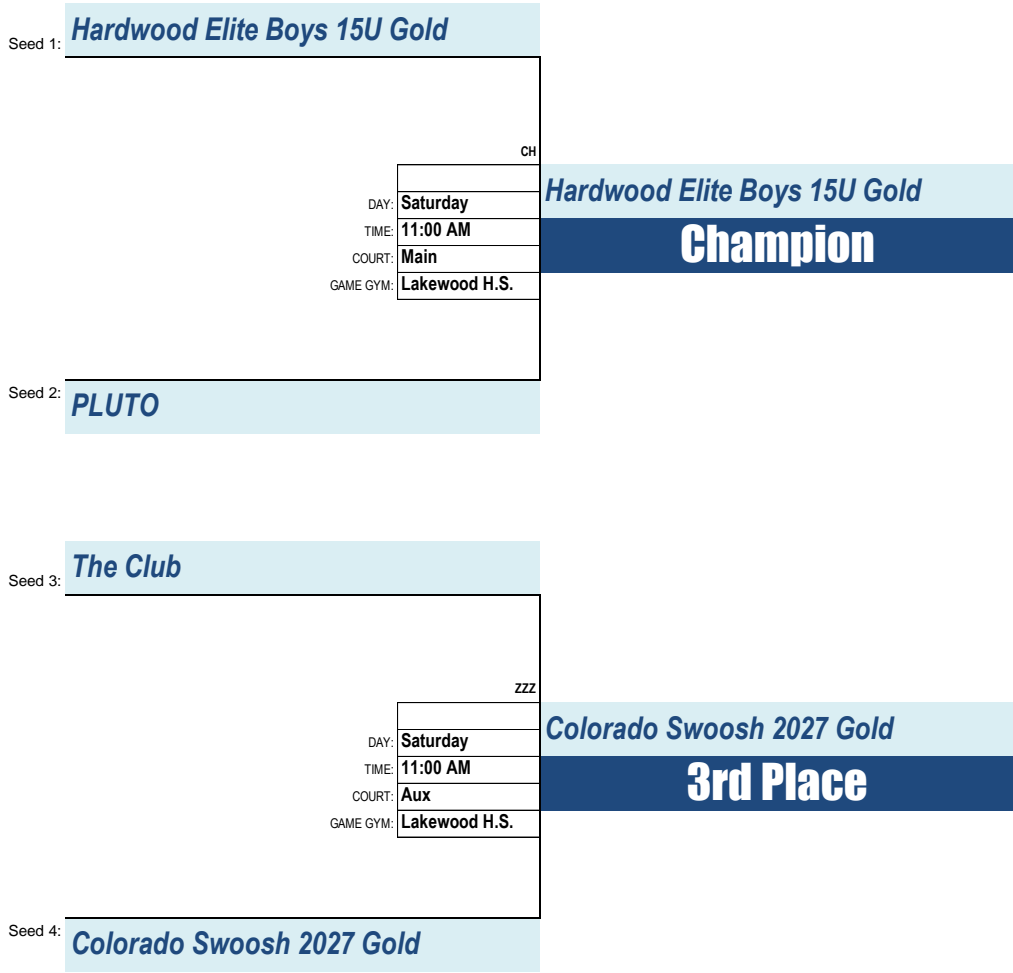 Seed 1: Hardwood Elite Boys 15U Gold
CH
Hardwood Elite Boys 15U Gold
DAY: Saturday
TIME: 11:00 AM
Champion
COURT: Main
GAME GYM: Lakewood H.S.
Seed 2: PLUTO
Seed 3: The Club
ZZZ
Colorado Swoosh 2027 Gold
DAY: Saturday
TIME: 11:00 AM
3rd Place
COURT: Aux
GAME GYM: Lakewood H.S.
Seed 4: Colorado Swoosh 2027 Gold